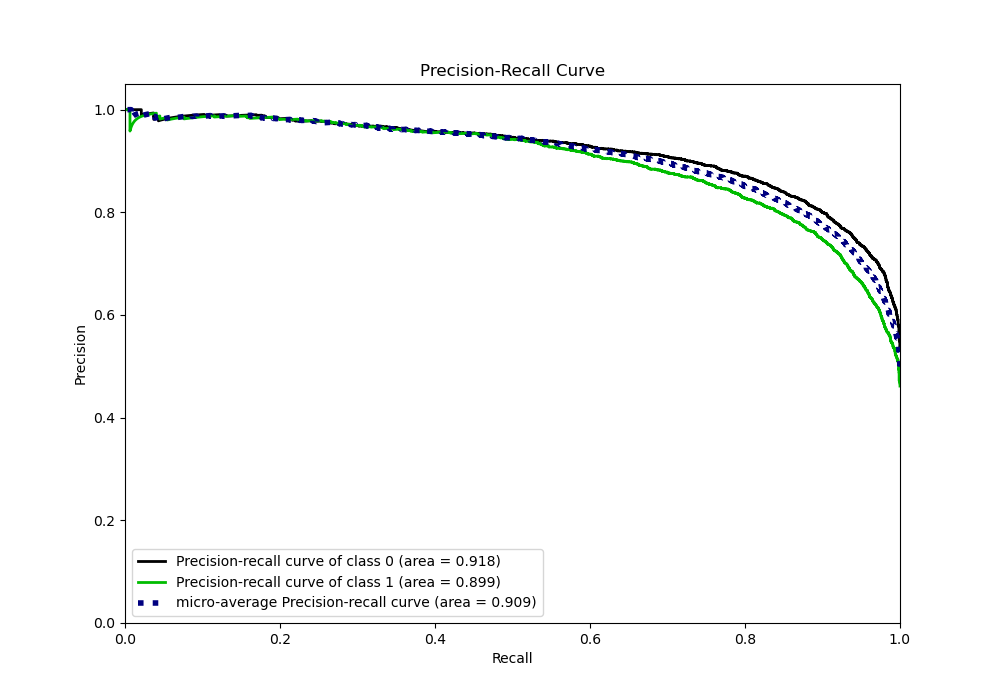 Precision-Recall Curve
1.0
0.8
0.6
0.4
0.2
0.0
Precision
Precision-recall curve of class 0 (area = 0.918)
Precision-recall curve of class 1 (area = 0.899)
micro-average Precision-recall curve (area = 0.909)
0.0 0.2 0.4 0.6 0.8 1.0
Recall